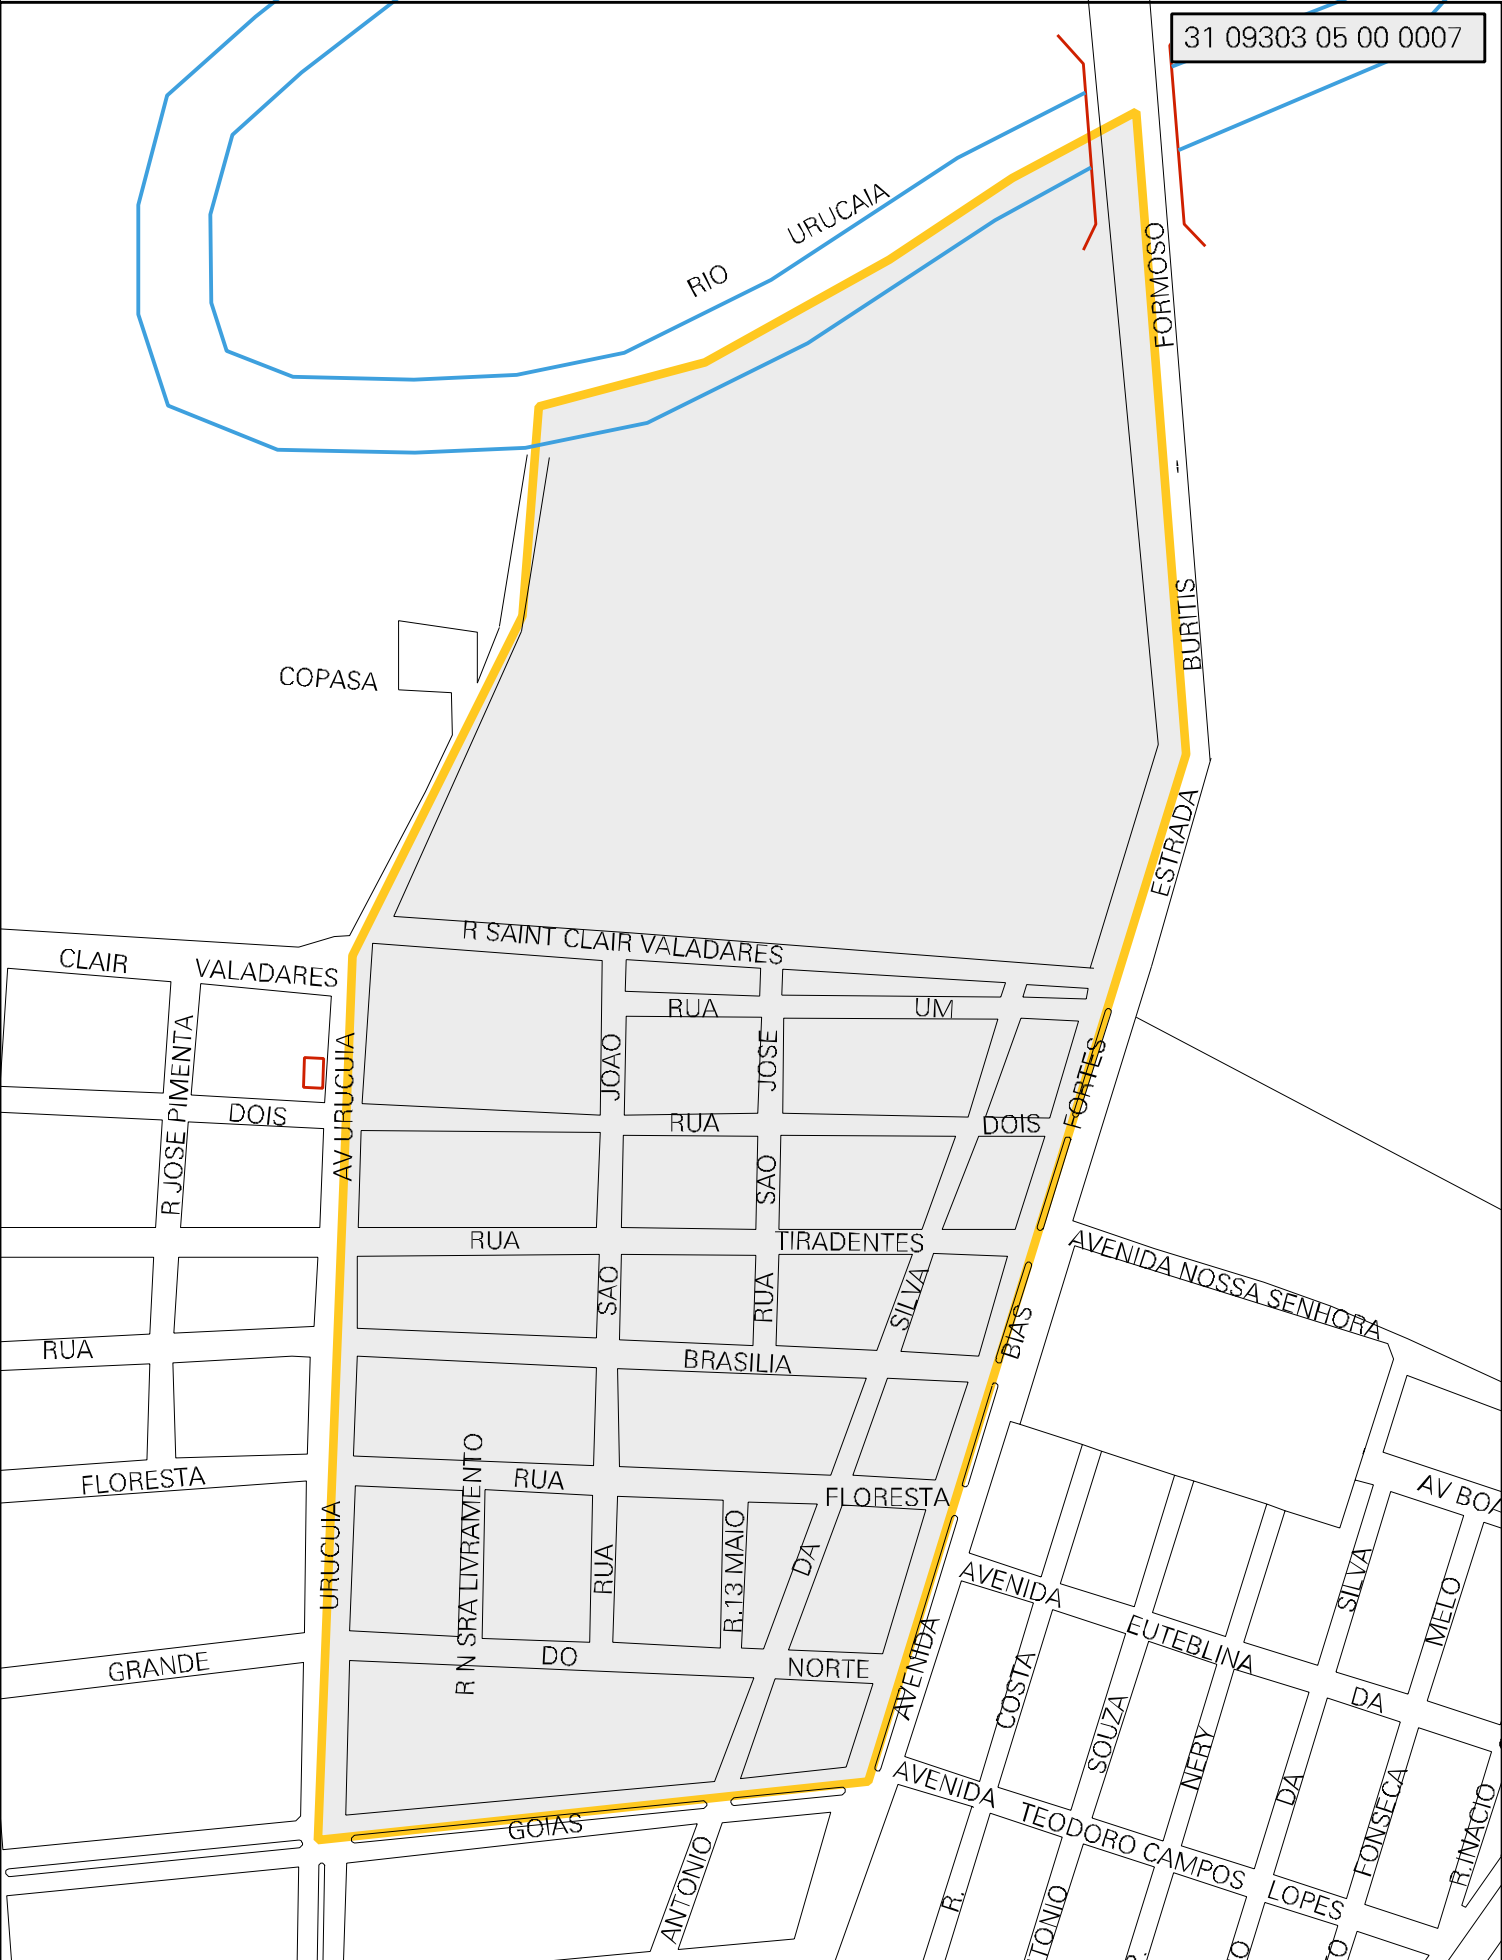 31 09303 05 00 0007
URUCAIA
RIO
FORMOSO
BURITIS
COPASA
ESTRADA
R SAINT CLAIR VALADARES
CLAIR
VALADARES
RUA
UM
R JOSE PIMENTA
AV URUCUIA
JOAO
JOSE
FORTES
DOIS
RUA
DOIS
SAO
RUA
TIRADENTES
AVENIDA NOSSA SENHORA
SAO
RUA
SILVA
BIAS
RUA
BRASILIA
FLORESTA
RUA
FLORESTA
AV BOA
URUCUIA
R N SRA LIVRAMENTO
RUA
R.13 MAIO
DA
AVENIDA
SILVA
MELO
EUTEBLINA
GRANDE
DO
NORTE
AVENIDA
COSTA
SOUZA
NERY
DA
DA
FONSECA
R.INACIO
AVENIDA
TEODORO CAMPOS
LOPES
GOIAS
ANTONIO
R.
TONIO